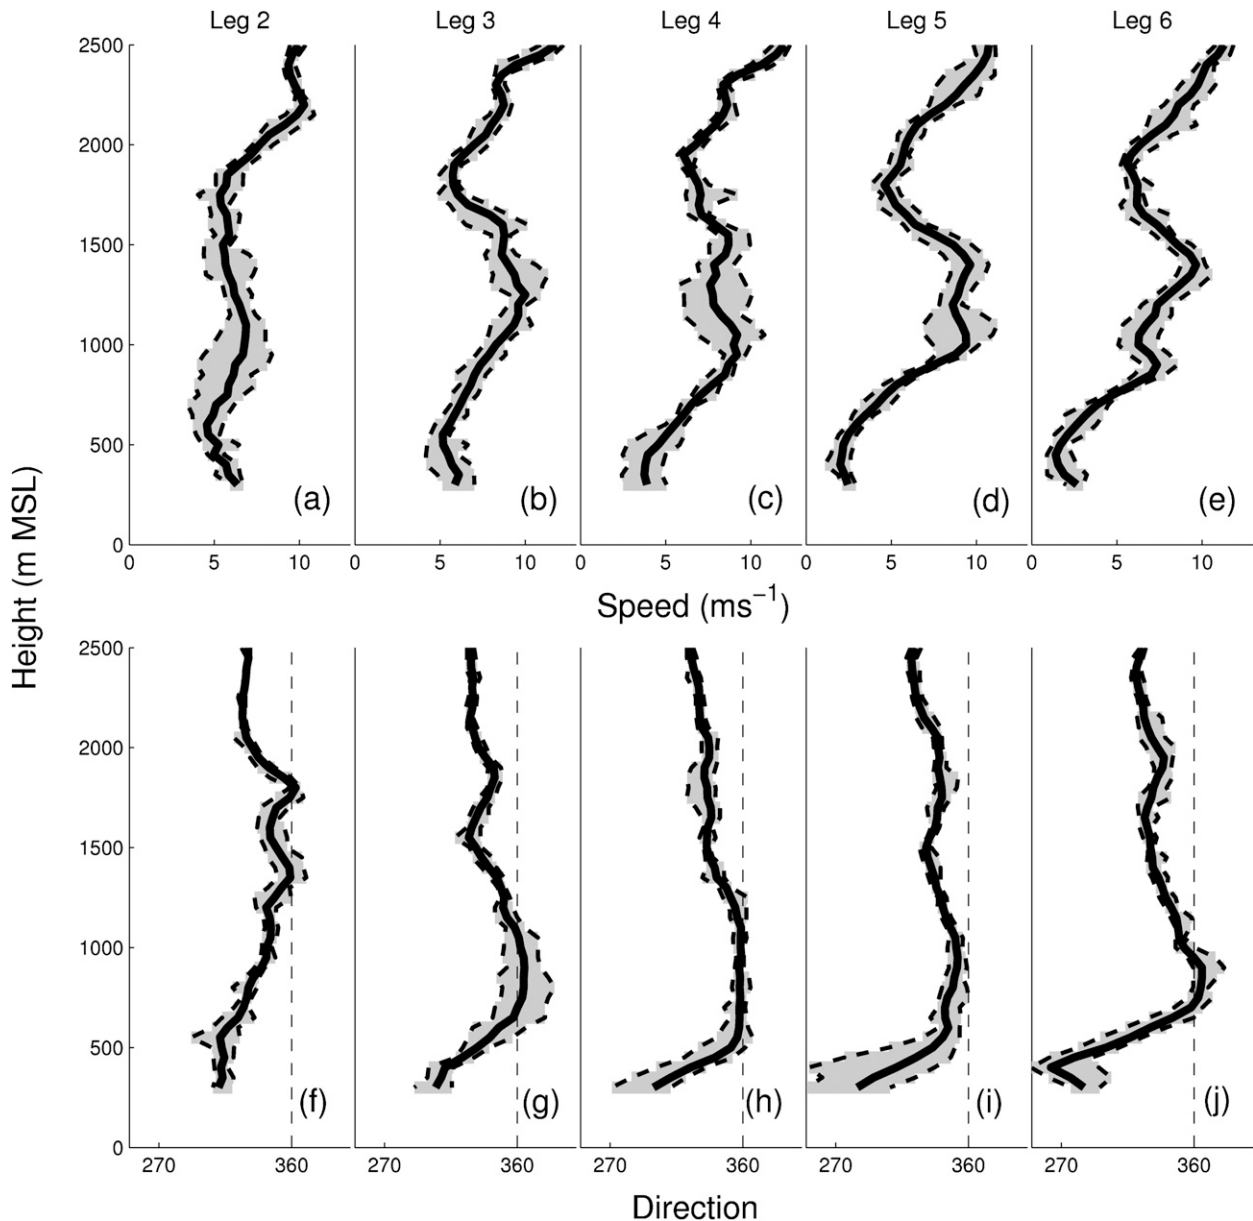 Leg 2 Leg 3 Leg 4 Leg 5 Leg 6
2500
2000
1500
1000
500
0
(a) (b) (c) (d) (e)
0 5 10 0 5 10 0 5 10 0 5 10 0 5 10
Speed (ms⁻¹)
Height (m MSL)
2500
2000
1500
1000
500
0
(f) (g) (h) (i) (j)
270 360 270 360 270 360 270 360 270 360
Direction